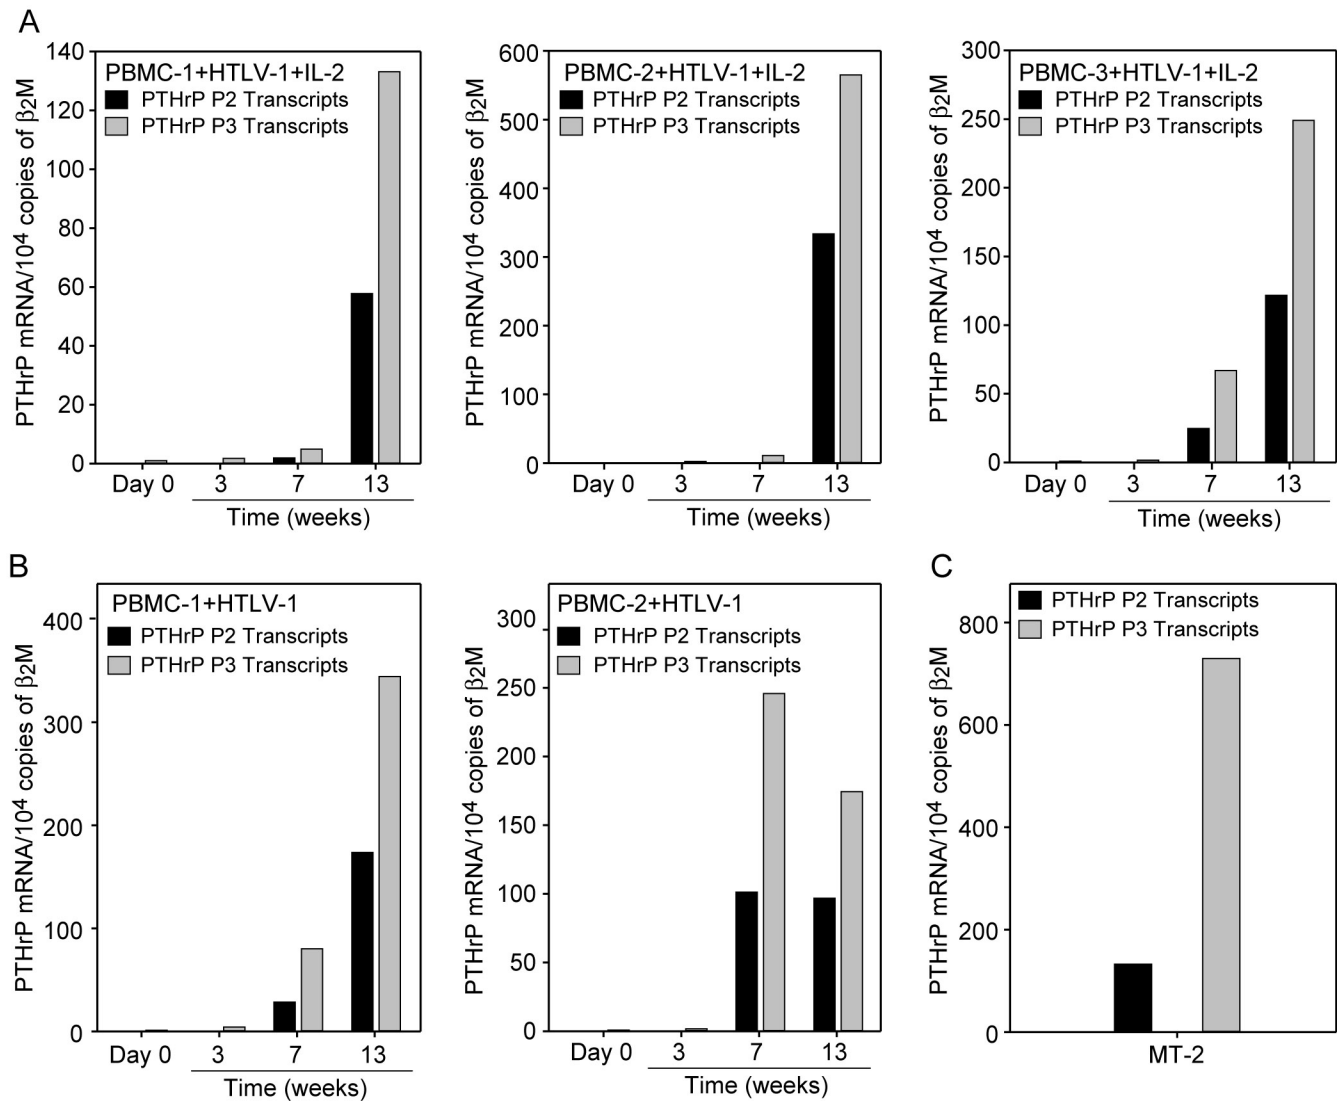 A
PTHrP mRNA/10⁴ copies of β₂M
140
120
100
80
60
40
20
0
PBMC-1+HTLV-1+IL-2
PTHrP P2 Transcripts
PTHrP P3 Transcripts
Day 0 3 7 13
Time (weeks)
PTHrP mRNA/10⁴ copies of β₂M
600
500
400
300
200
100
0
PBMC-2+HTLV-1+IL-2
PTHrP P2 Transcripts
PTHrP P3 Transcripts
Day 0 3 7 13
Time (weeks)
PTHrP mRNA/10⁴ copies of β₂M
300
250
200
150
100
50
0
PBMC-3+HTLV-1+IL-2
PTHrP P2 Transcripts
PTHrP P3 Transcripts
Day 0 3 7 13
Time (weeks)
B
PTHrP mRNA/10⁴ copies of β₂M
400
300
200
100
0
PBMC-1+HTLV-1
PTHrP P2 Transcripts
PTHrP P3 Transcripts
Day 0 3 7 13
Time (weeks)
PTHrP mRNA/10⁴ copies of β₂M
300
250
200
150
100
50
0
PBMC-2+HTLV-1
PTHrP P2 Transcripts
PTHrP P3 Transcripts
Day 0 3 7 13
Time (weeks)
C
PTHrP mRNA/10⁴ copies of β₂M
800
600
400
200
0
PTHrP P2 Transcripts
PTHrP P3 Transcripts
MT-2